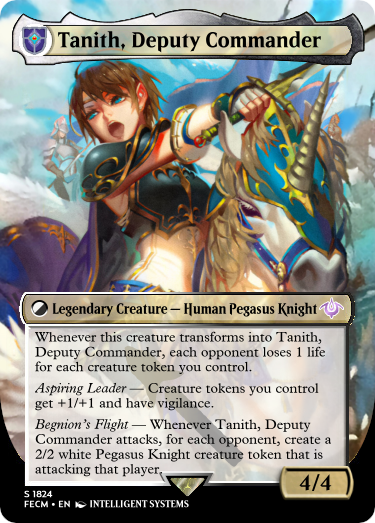 Tanith, Deputy Commander
Legendary Creature — Human Pegasus Knight
Whenever this creature transforms into Tanith,
Deputy Commander, each opponent loses 1 life
for each creature token you control.
Aspiring Leader — Creature tokens you control
get +1/+1 and have vigilance.
Begnion's Flight — Whenever Tanith, Deputy
Commander attacks, for each opponent, create a
2/2 white Pegasus Knight creature token that is
attacking that player.
4/4
S 1824
FECM • EN INTELLIGENT SYSTEMS